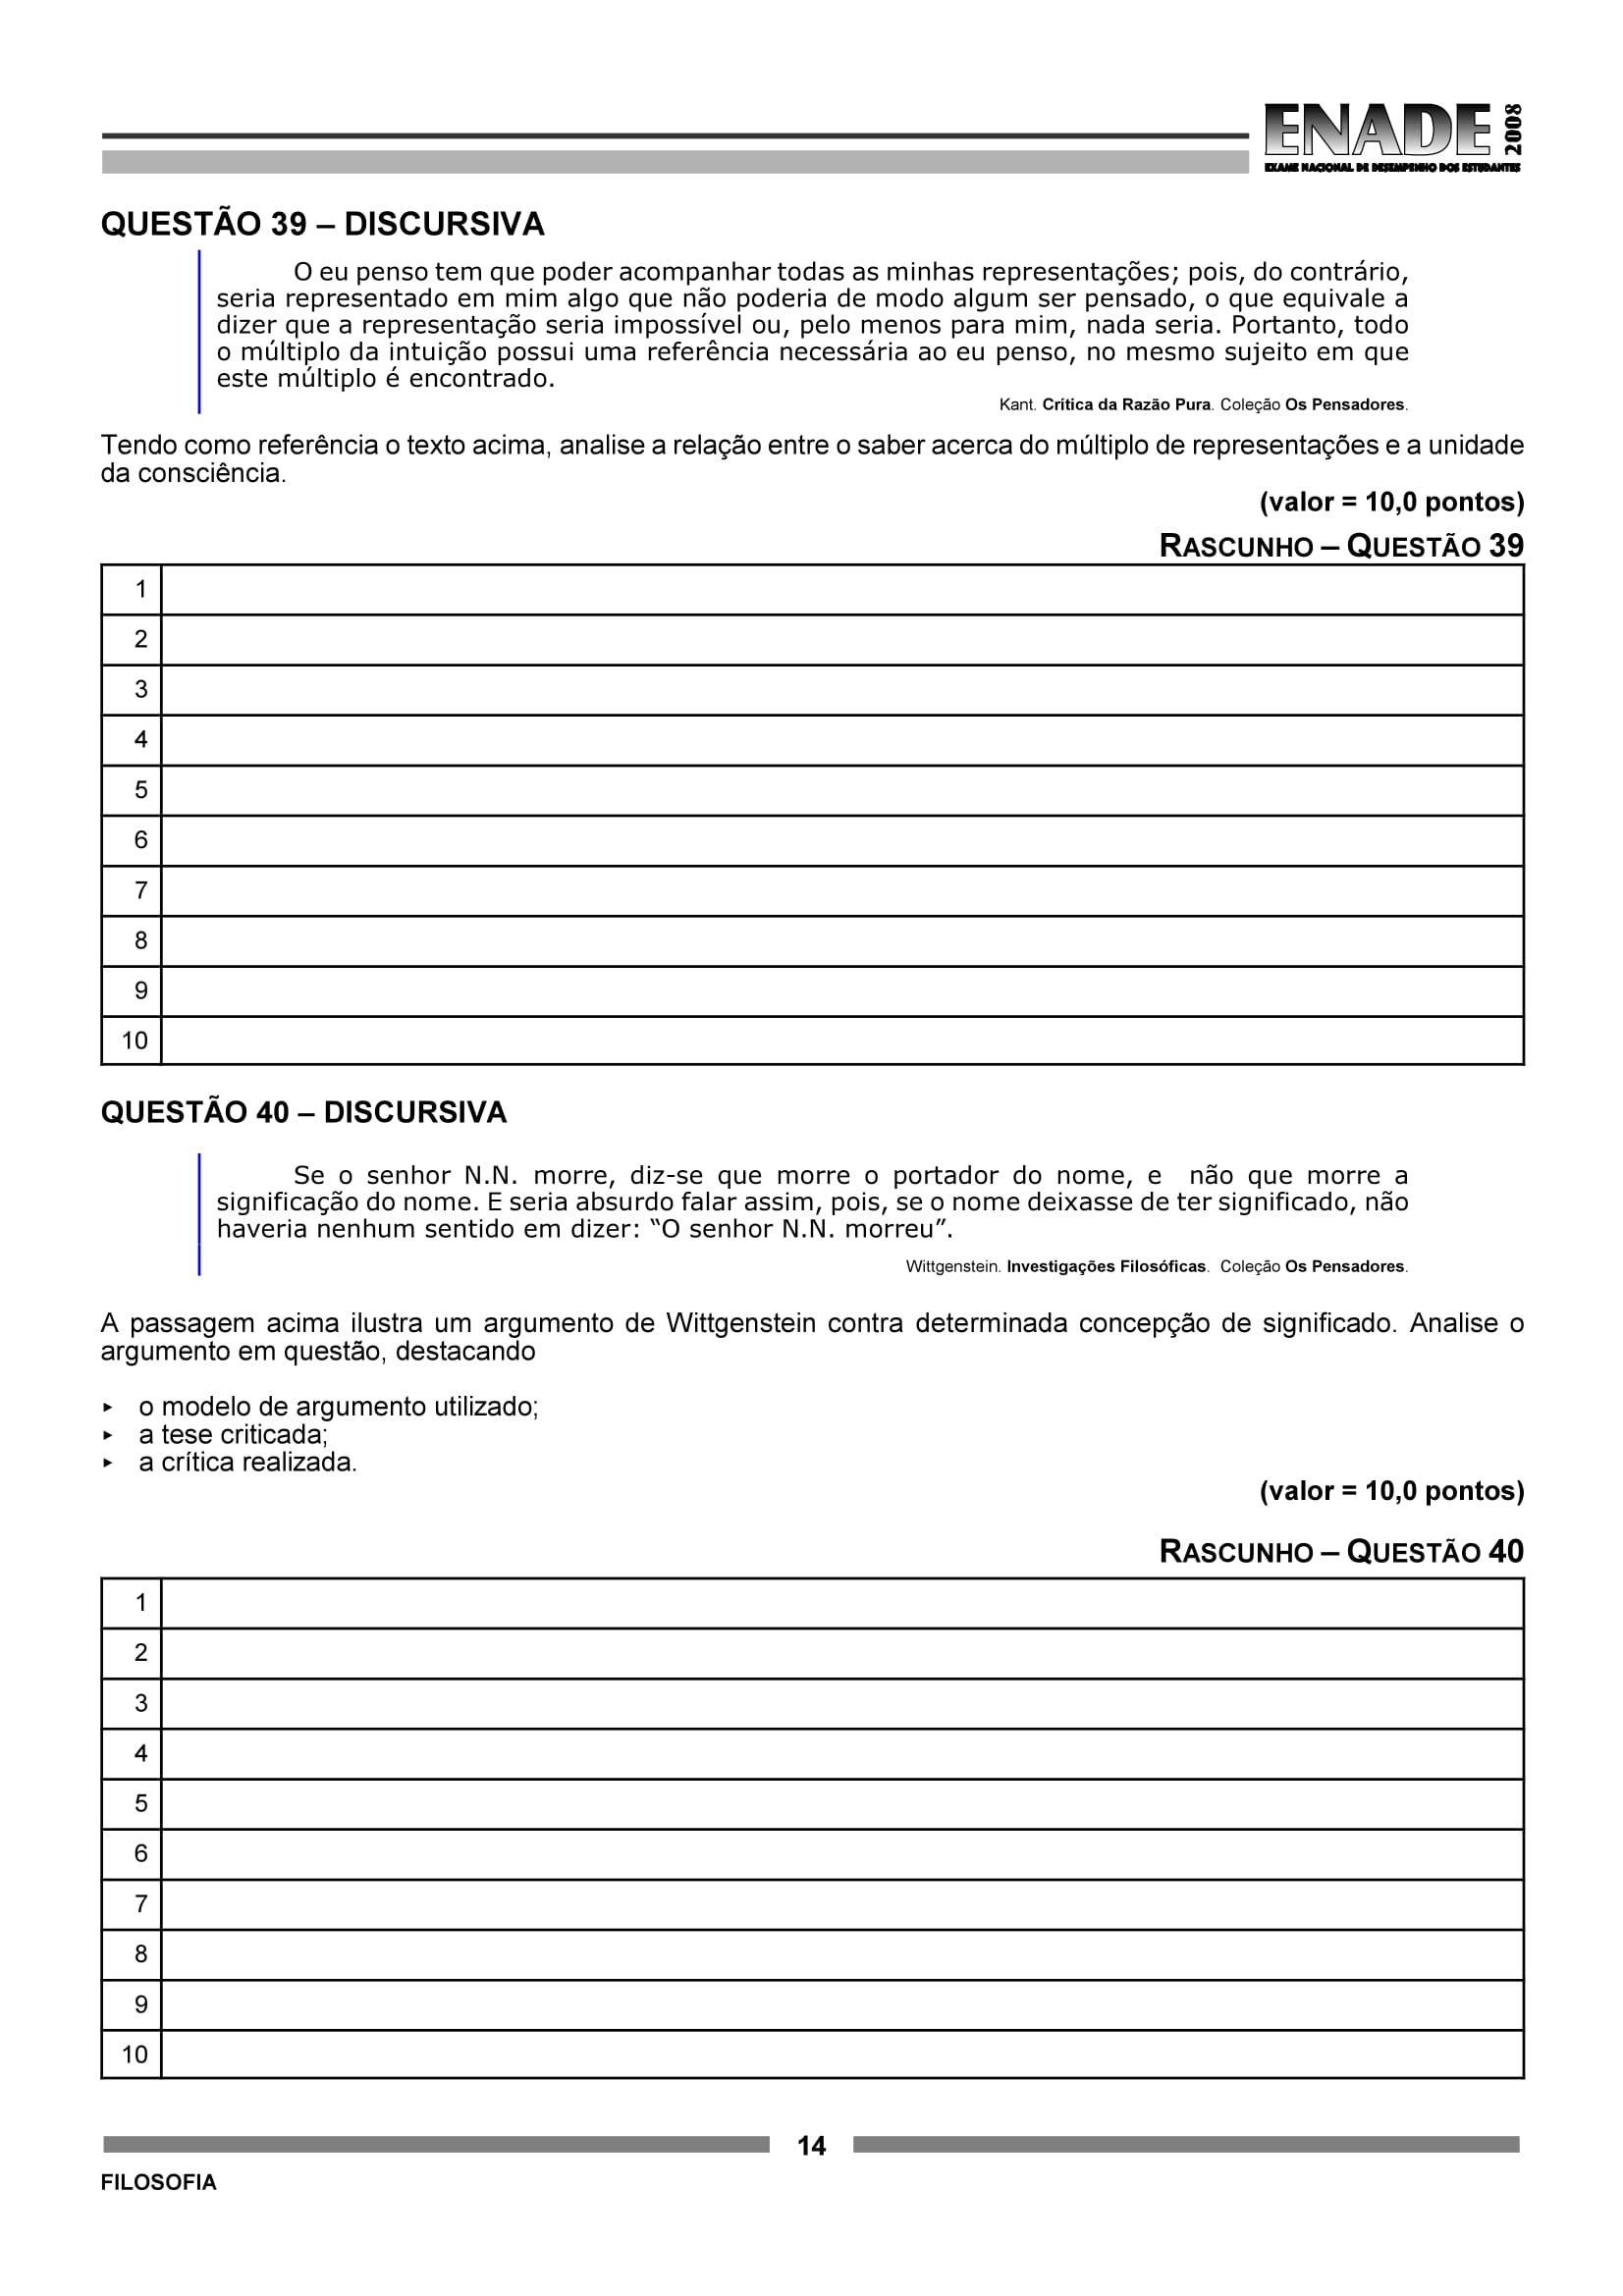 ENADE 2008
EXAME NACIONAL DE DESEMPENHO DOS ESTUDANTES
QUESTÃO 39 – DISCURSIVA
O eu penso tem que poder acompanhar todas as minhas representações; pois, do contrário,
seria representado em mim algo que não poderia de modo algum ser pensado, o que equivale a
dizer que a representação seria impossível ou, pelo menos para mim, nada seria. Portanto, todo
o múltiplo da intuição possui uma referência necessária ao eu penso, no mesmo sujeito em que
este múltiplo é encontrado.
Kant. Crítica da Razão Pura. Coleção Os Pensadores.
Tendo como referência o texto acima, analise a relação entre o saber acerca do múltiplo de representações e a unidade
da consciência.
(valor = 10,0 pontos)
RASCUNHO – QUESTÃO 39
1
2
3
4
5
6
7
8
9
10
QUESTÃO 40 – DISCURSIVA
Se o senhor N.N. morre, diz-se que morre o portador do nome, e não que morre a
significação do nome. E seria absurdo falar assim, pois, se o nome deixasse de ter significado, não
haveria nenhum sentido em dizer: “O senhor N.N. morreu”.
Wittgenstein. Investigações Filosóficas. Coleção Os Pensadores.
A passagem acima ilustra um argumento de Wittgenstein contra determinada concepção de significado. Analise o
argumento em questão, destacando
▸ o modelo de argumento utilizado;
▸ a tese criticada;
▸ a crítica realizada.
(valor = 10,0 pontos)
RASCUNHO – QUESTÃO 40
1
2
3
4
5
6
7
8
9
10
14
FILOSOFIA